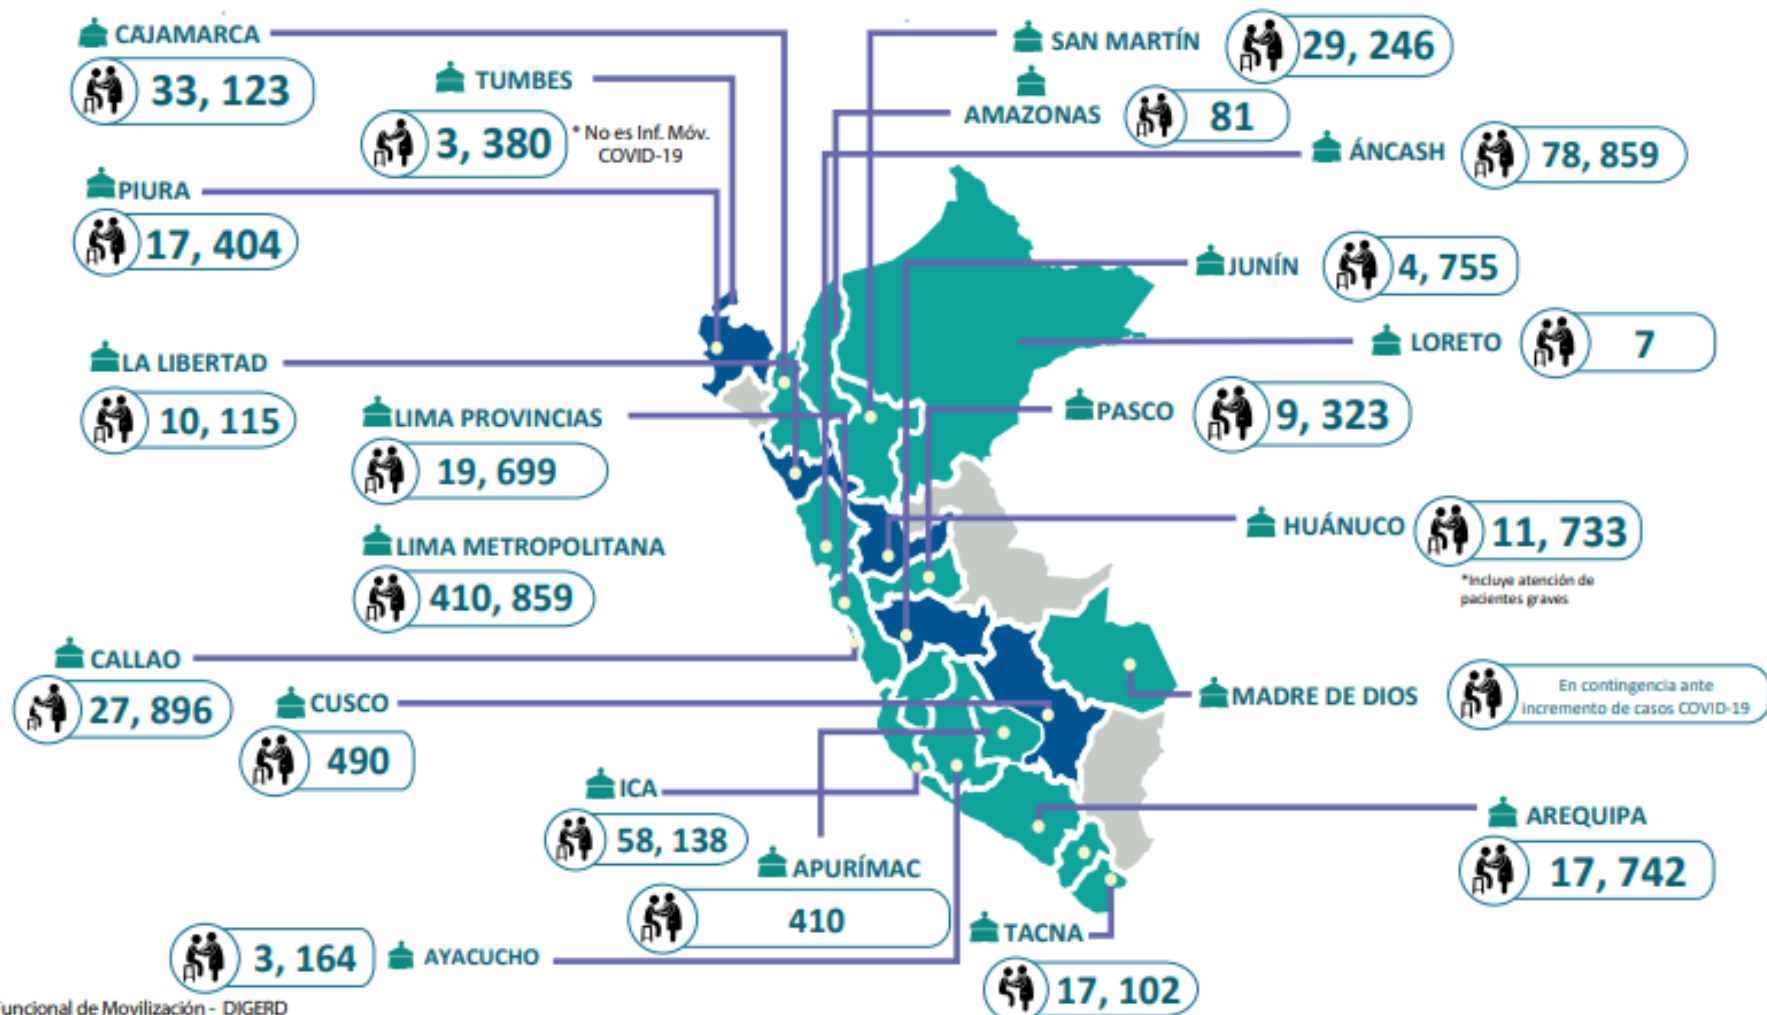 CAJAMARCA
33, 123
TUMBES
3, 380
* No es Inf. Móv.
COVID-19
PIURA
17, 404
LA LIBERTAD
10, 115
LIMA PROVINCIAS
19, 699
LIMA METROPOLITANA
410, 859
CALLAO
27, 896
CUSCO
490
ICA
58, 138
APURÍMAC
410
3, 164
AYACUCHO
SAN MARTÍN
29, 246
AMAZONAS
81
ÁNCASH
78, 859
JUNÍN
4, 755
LORETO
7
PASCO
9, 323
HUÁNUCO
11, 733
*Incluye atención de
pacientes graves
MADRE DE DIOS
En contingencia ante
incremento de casos COVID-19
AREQUIPA
17, 742
TACNA
17, 102
uncional de Movilización - DIGERD